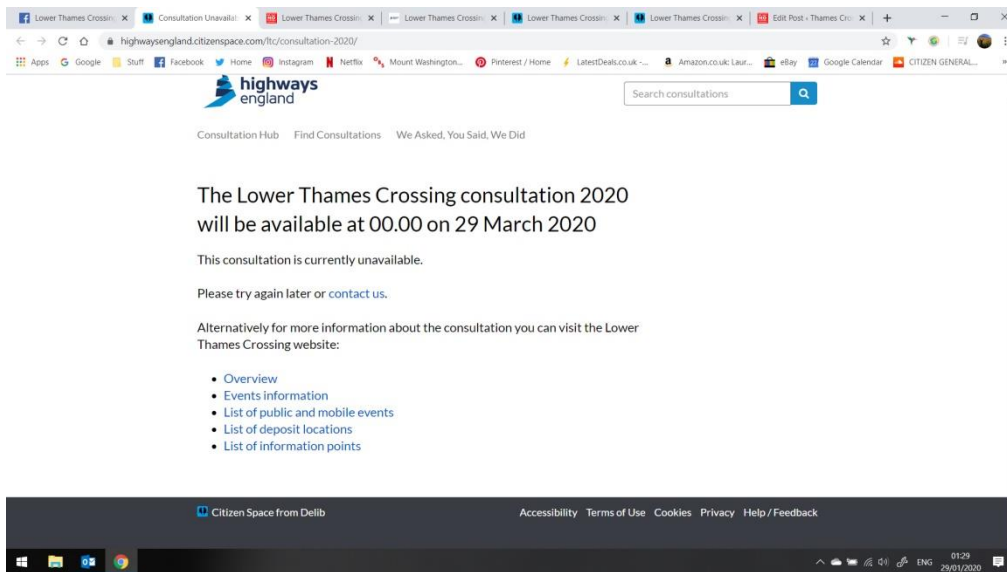 Lower Thames Crossin
Consultation Unavailab
Lower Thames Crossin
Lower Thames Crossin
Lower Thames Crossin
Lower Thames Crossin
Edit Post ‹ Thames Cro
highwaysengland.citizenspace.com/ltc/consultation-2020/
Apps Google Stuff Facebook Home Instagram Netflix Mount Washington... Pinterest / Home LatestDeals.co.uk -... Amazon.co.uk: Laur... eBay Google Calendar CITIZEN GENERAL...
highways
england
Search consultations
Consultation Hub Find Consultations We Asked, You Said, We Did
The Lower Thames Crossing consultation 2020
will be available at 00.00 on 29 March 2020
This consultation is currently unavailable.
Please try again later or contact us.
Alternatively for more information about the consultation you can visit the Lower
Thames Crossing website:
• Overview
• Events information
• List of public and mobile events
• List of deposit locations
• List of information points
Citizen Space from Delib
Accessibility Terms of Use Cookies Privacy Help / Feedback
ENG
01:29
29/01/2020